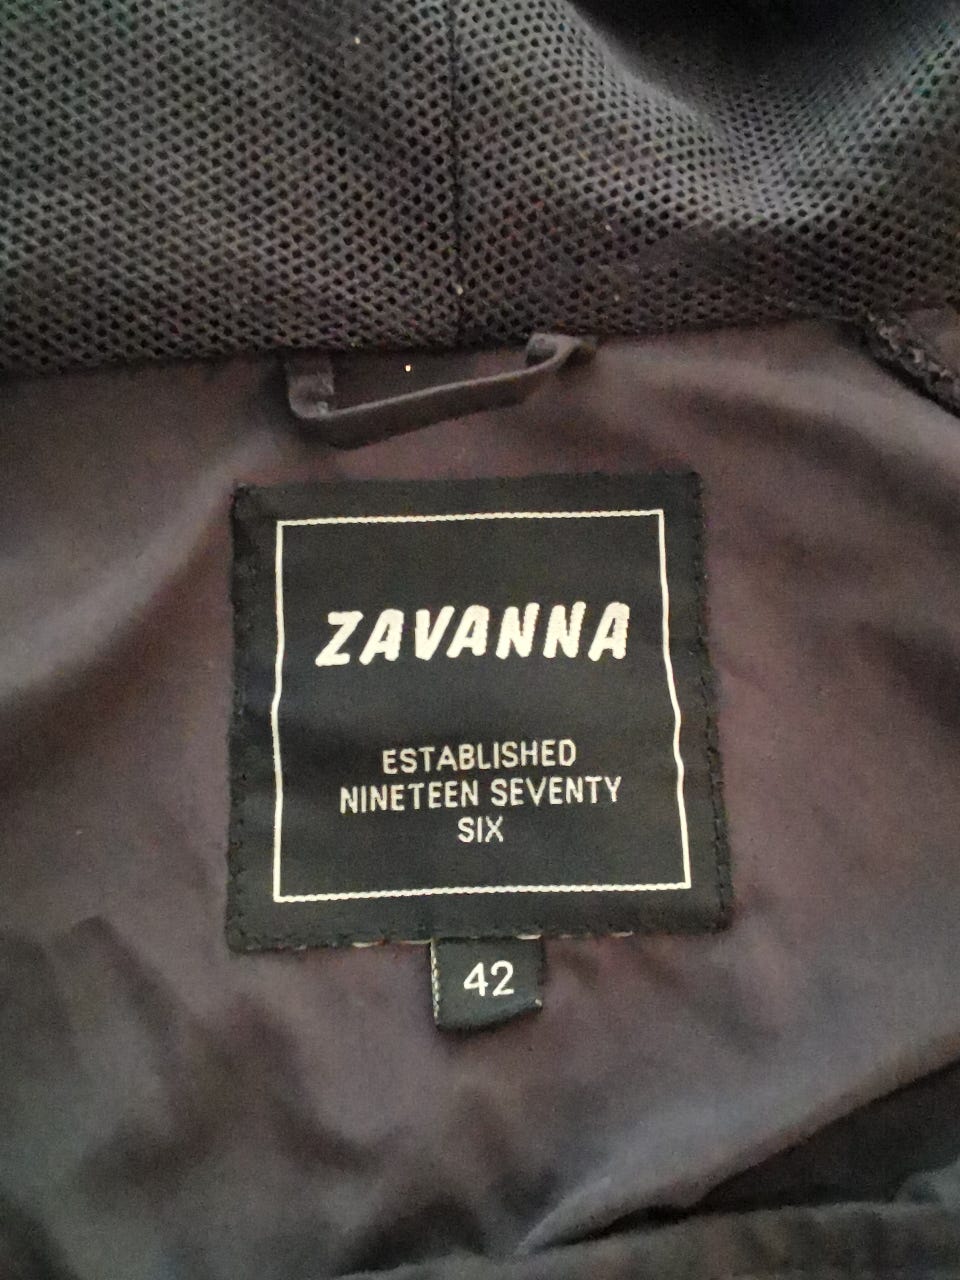 ZAVANNA
ESTABLISHED
NINETEEN SEVENTY
SIX
42